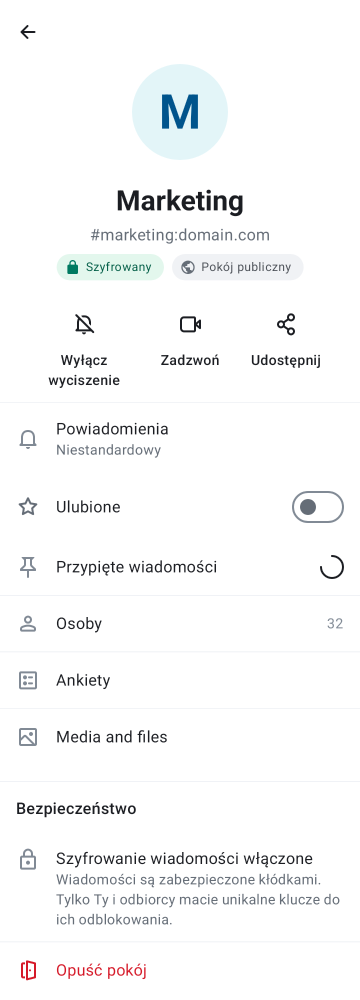 M
Marketing
#marketing:domain.com
Szyfrowany
Pokój publiczny
Wyłącz
wyciszenie
Zadzwoń
Udostępnij
Powiadomienia
Niestandardowy
Ulubione
Przypięte wiadomości
Osoby
32
Ankiety
Media and files
Bezpieczeństwo
Szyfrowanie wiadomości włączone
Wiadomości są zabezpieczone kłódkami.
Tylko Ty i odbiorcy macie unikalne klucze do
ich odblokowania.
Opuść pokój